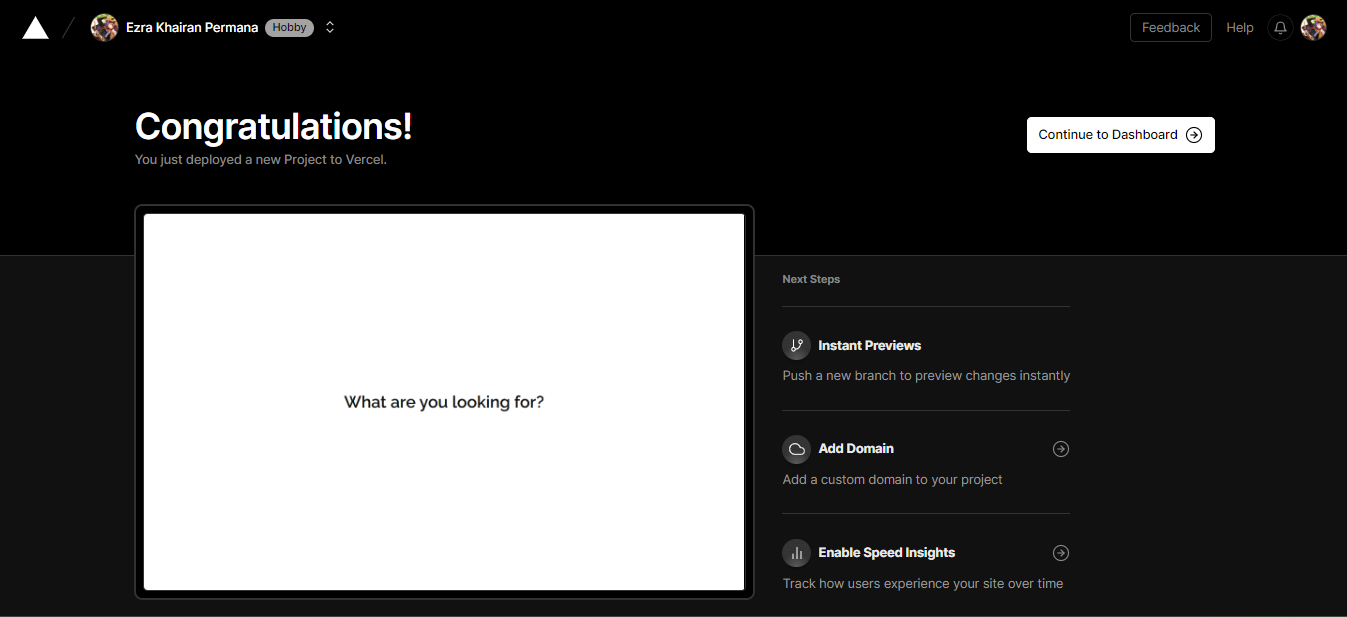 Ezra Khairan Permana Hobby
Feedback Help
Congratulations!
You just deployed a new Project to Vercel.
Continue to Dashboard
What are you looking for?
Next Steps
Instant Previews
Push a new branch to preview changes instantly
Add Domain
Add a custom domain to your project
Enable Speed Insights
Track how users experience your site over time